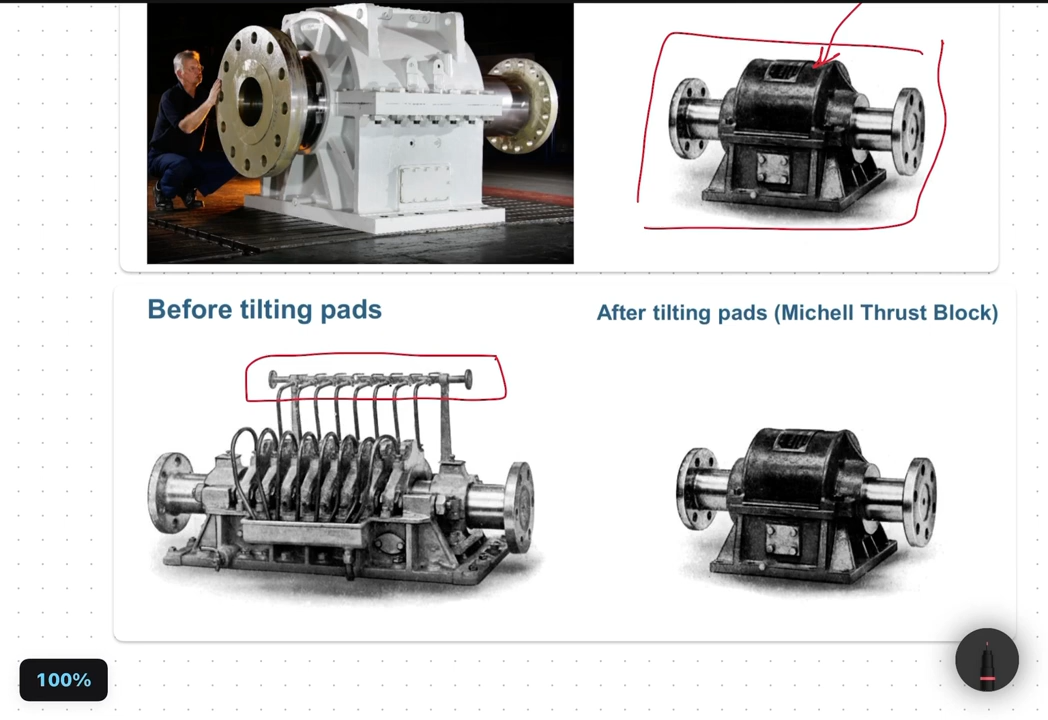 Before tilting pads
After tilting pads (Michell Thrust Block)
100%